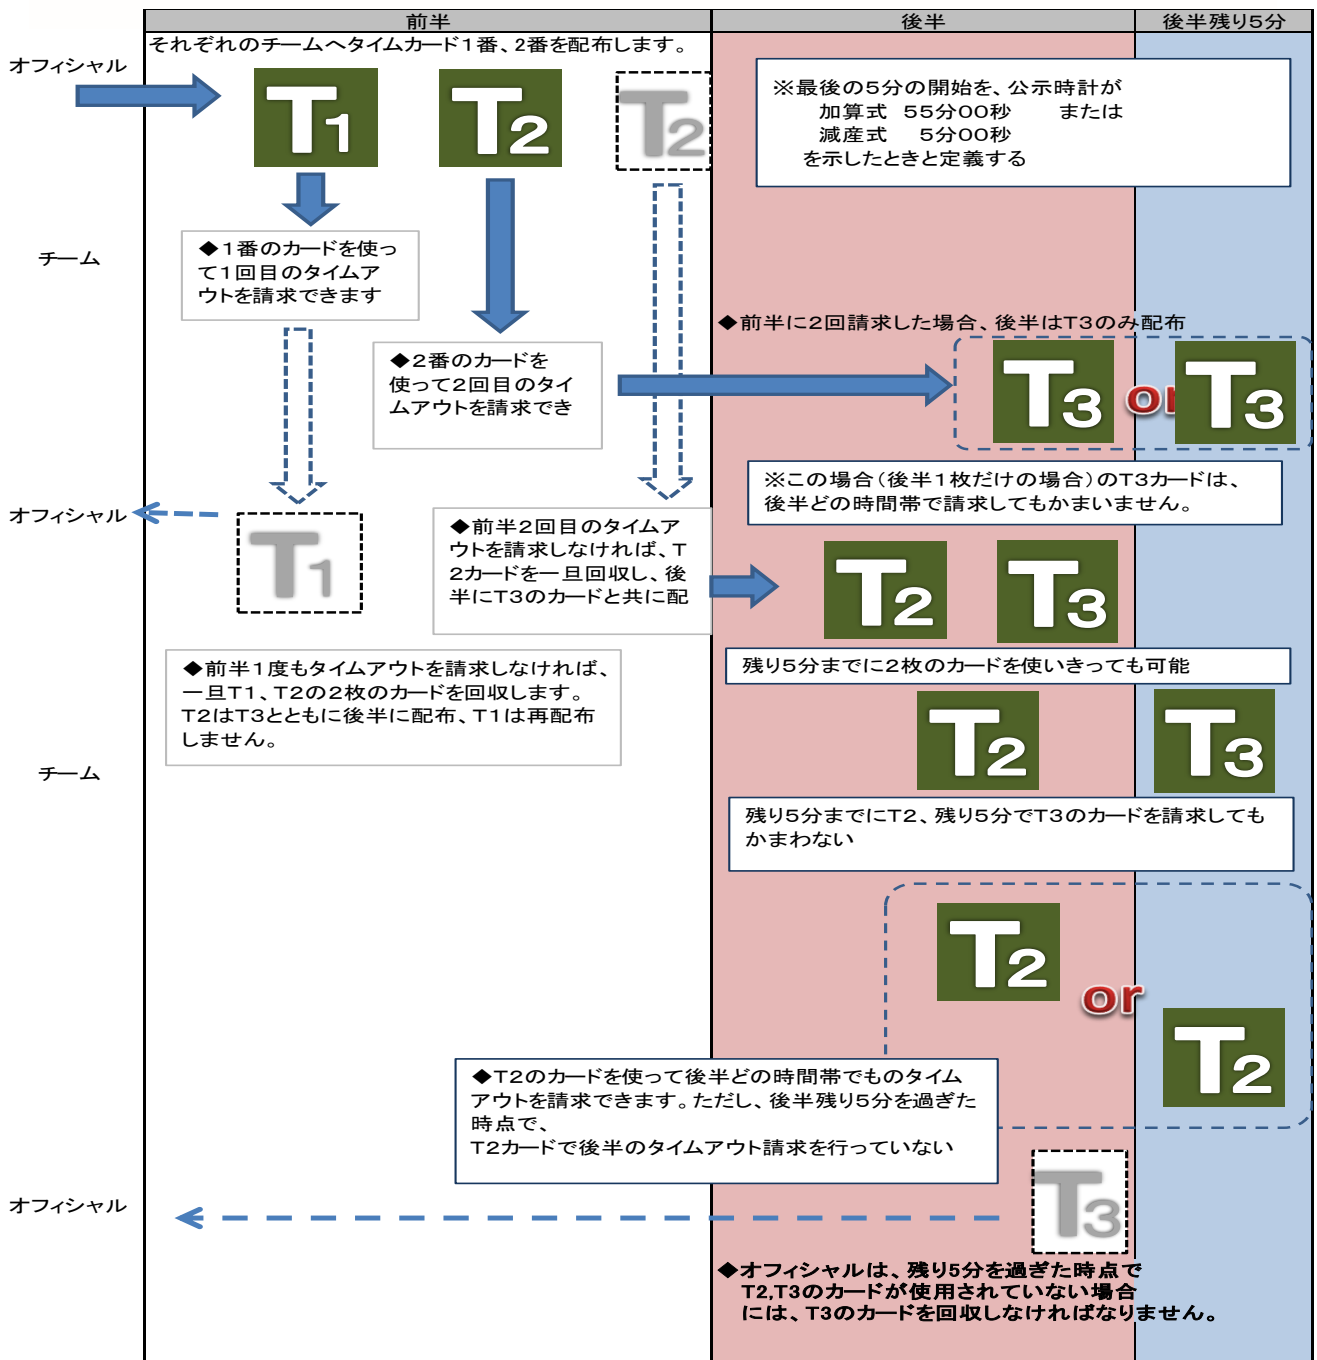 前半
後半
後半残り5分
それぞれのチームへタイムカード1番、2番を配布します。
オフィシャル
T1
T2
T2
※最後の5分の開始を、公示時計が
加算式　55分00秒　　または
減産式　　5分00秒
を示したときと定義する
チーム
◆1番のカードを使っ
て1回目のタイムア
ウトを請求できます
◆2番のカードを
使って2回目のタイ
ムアウトを請求でき
◆前半に2回請求した場合、後半はT3のみ配布
T3
or
T3
※この場合(後半1枚だけの場合)のT3カードは、
後半どの時間帯で請求してもかまいません。
オフィシャル
T1
◆前半2回目のタイムア
ウトを請求しなければ、T
2カードを一旦回収し、後
半にT3のカードと共に配
T2
T3
◆前半1度もタイムアウトを請求しなければ、
一旦T1、T2の2枚のカードを回収します。
T2はT3とともに後半に配布、T1は再配布
しません。
残り5分までに2枚のカードを使いきっても可能
T2
T3
チーム
残り5分までにT2、残り5分でT3のカードを請求しても
かまわない
T2
or
T2
◆T2のカードを使って後半どの時間帯でものタイム
アウトを請求できます。ただし、後半残り5分を過ぎた
時点で、
T2カードで後半のタイムアウト請求を行っていない
オフィシャル
T3
◆オフィシャルは、残り5分を過ぎた時点で
T2,T3のカードが使用されていない場合
には、T3のカードを回収しなければなりません。